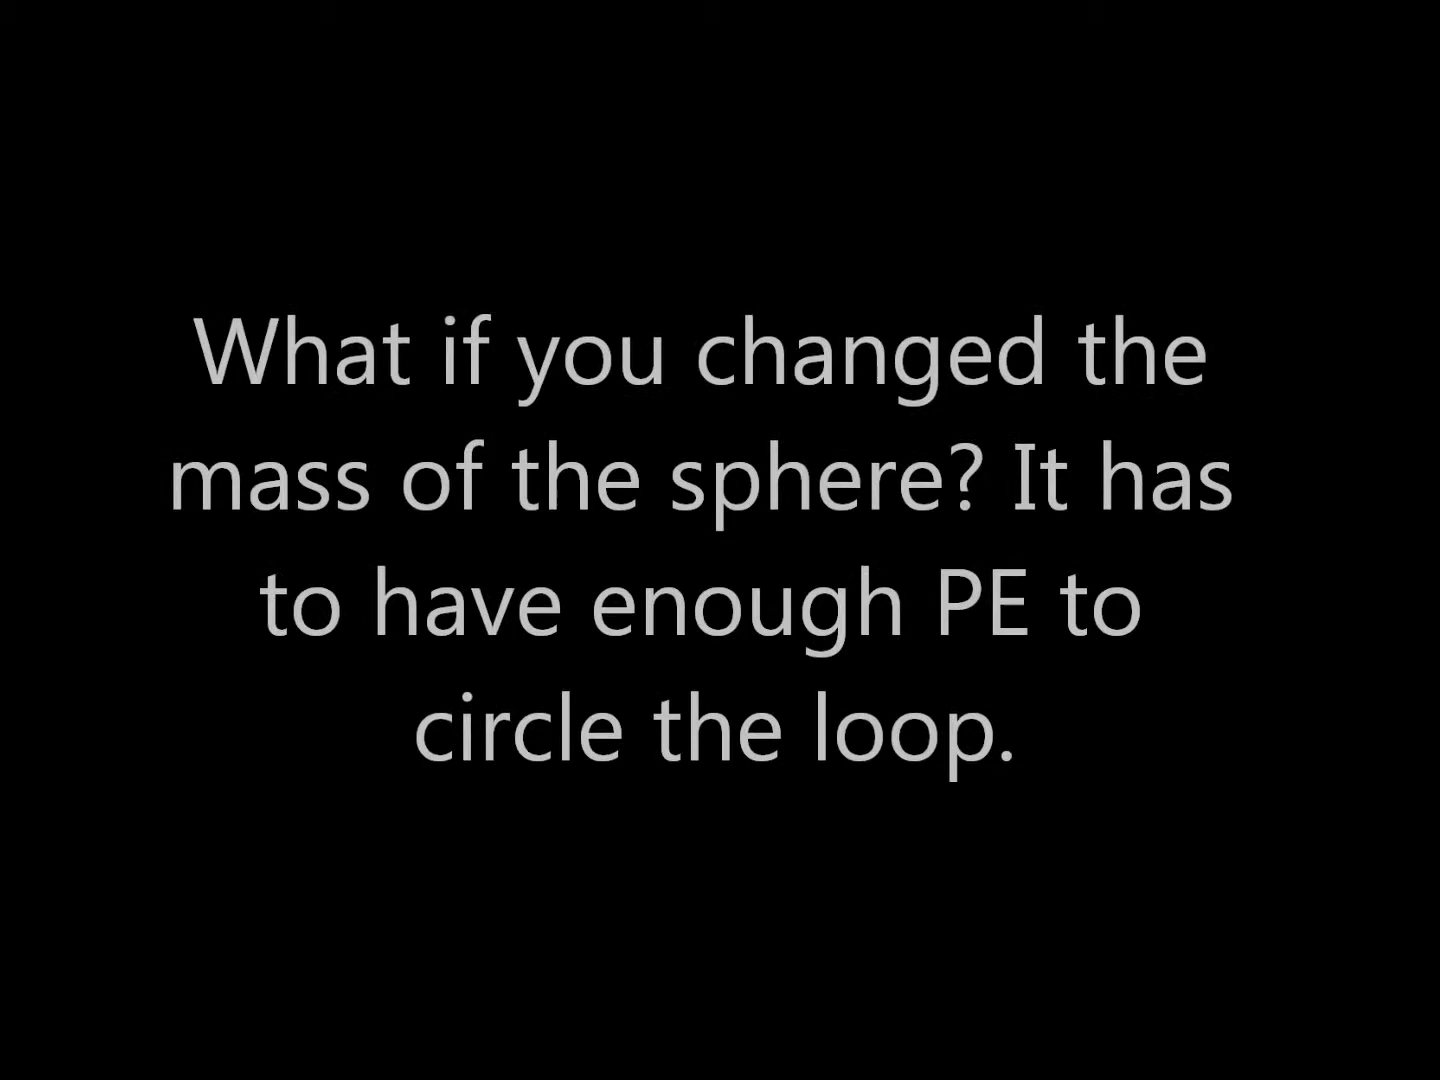 What if you changed the
mass of the sphere? It has
to have enough PE to
circle the loop.